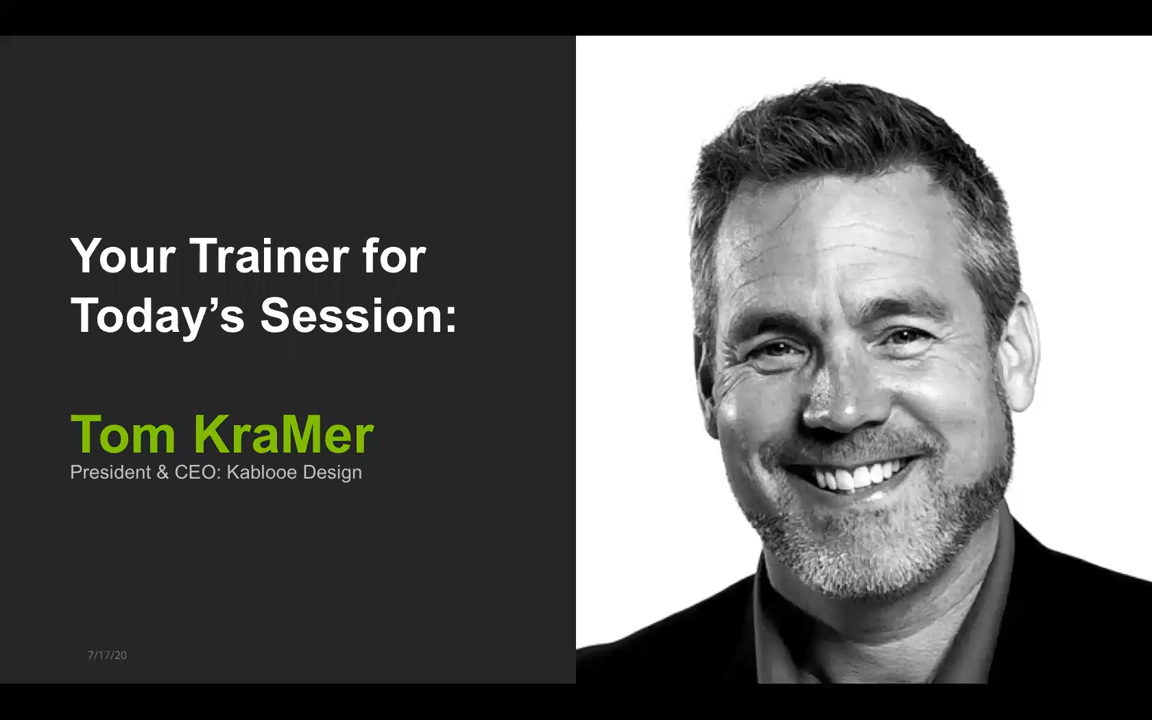 Your Trainer for
Today’s Session:
Tom KraMer
President & CEO: Kablooe Design
7/17/20